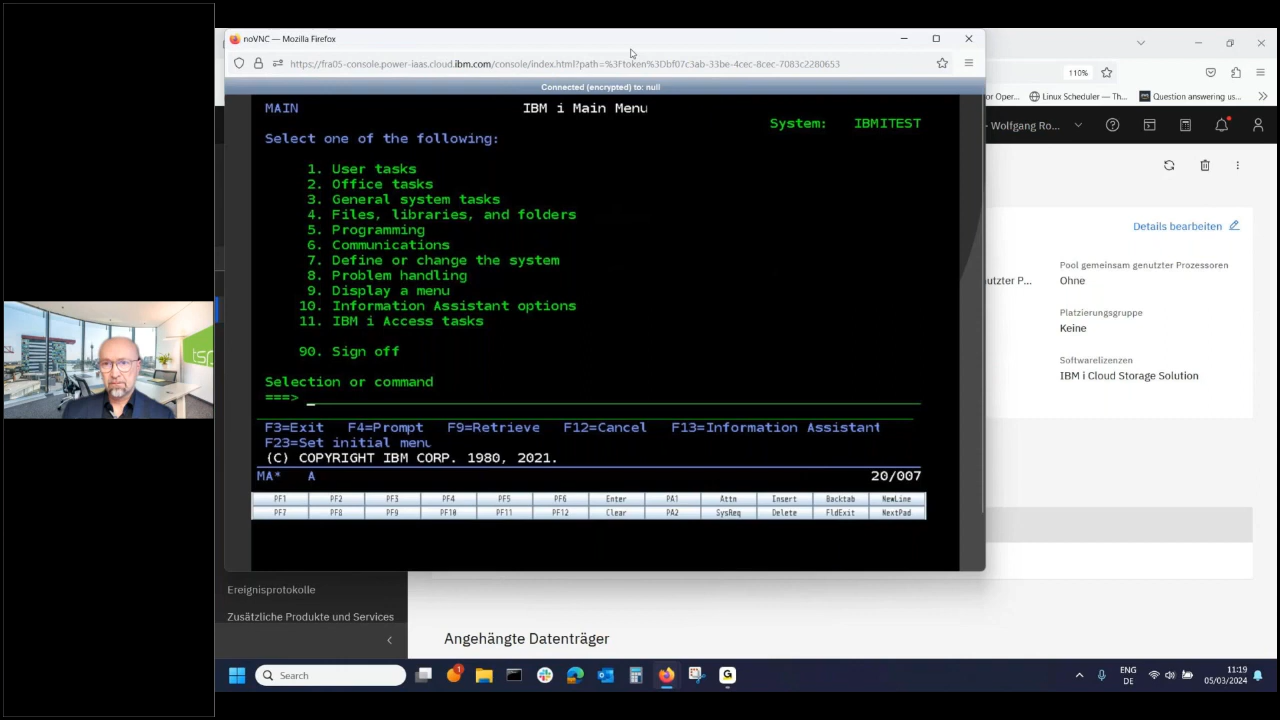 noVNC — Mozilla Firefox
https://fra05-console.power-iaas.cloud.ibm.com/console/index.html?path=%3Ftoken%3Dbf07c3ab-33be-4cec-8cec-7083c2280653
Connected (encrypted) to: null
MAIN IBM i Main Menu
System: IBMITEST
Select one of the following:
1. User tasks
2. Office tasks
3. General system tasks
4. Files, libraries, and folders
5. Programming
6. Communications
7. Define or change the system
8. Problem handling
9. Display a menu
10. Information Assistant options
11. IBM i Access tasks
90. Sign off
Selection or command
===>
F3=Exit F4=Prompt F9=Retrieve F12=Cancel F13=Information Assistant
F23=Set initial menu
(C) COPYRIGHT IBM CORP. 1980, 2021.
MA* A 20/007
PF1 PF2 PF3 PF4 PF5 PF6 Enter PA1 Attn Insert Backtab NewLine
PF7 PF8 PF9 PF10 PF11 PF12 Clear PA2 SysReq Delete FldExit NextPad
110%
or Oper... Linux Scheduler — Th... Question answering us...
- Wolfgang Ro...
Details bearbeiten
Pool gemeinsam genutzter Prozessoren
utzter P... Ohne
Platzierungsgruppe
Keine
Softwarelizenzen
IBM i Cloud Storage Solution
Ereignisprotokolle
Zusätzliche Produkte und Services
Angehängte Datenträger
tsp
Search
1
G
ENG
DE
11:19
05/03/2024